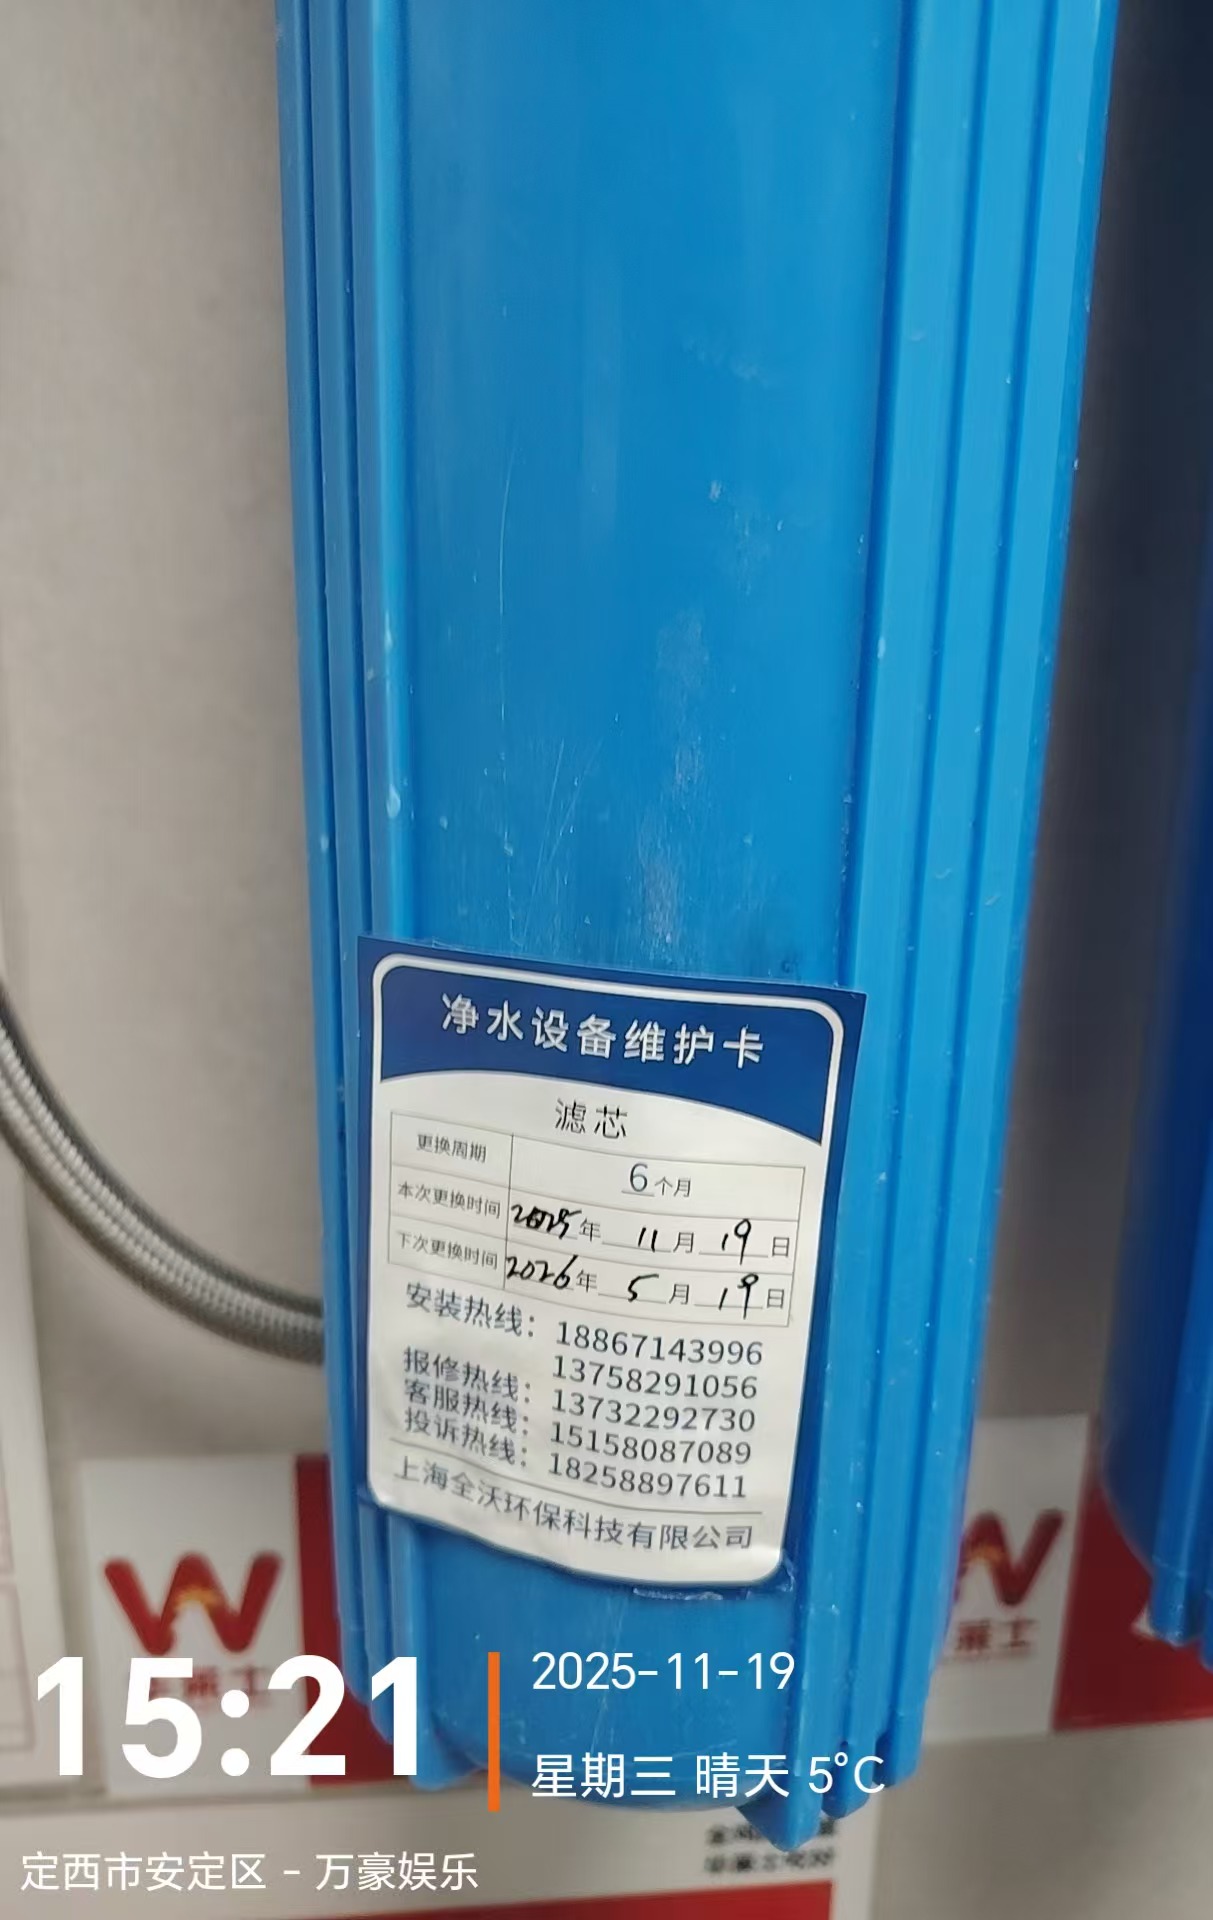 净水设备维护卡
滤芯
更换周期 6个月
本次更换时间 2025年 11月 19日
下次更换时间 2026年 5月 19日
安装热线：18867143996
13758291056
报修热线：13732292730
客服热线：15158087089
投诉热线：18258897611
上海全沃环保科技有限公司
15:21
2025-11-19
星期三 晴天 5°C
定西市安定区 - 万豪娱乐